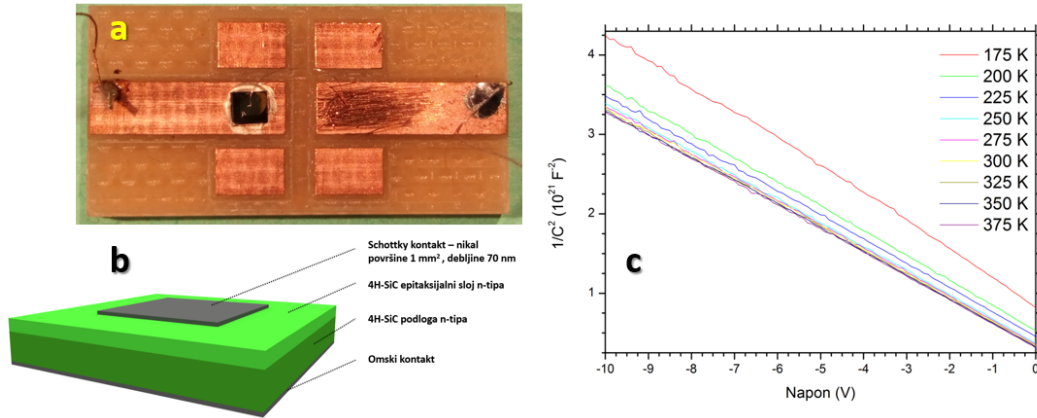 a
b
Schottky kontakt – nikal
površine 1 mm², debljine 70 nm
4H-SiC epitaksijalni sloj n-tipa
4H-SiC podloga n-tipa
Omski kontakt
c
1/C² (10²¹ F⁻²)
4
3
2
1
175 K
200 K
225 K
250 K
275 K
300 K
325 K
350 K
375 K
-10 -9 -8 -7 -6 -5 -4 -3 -2 -1 0
Napon (V)